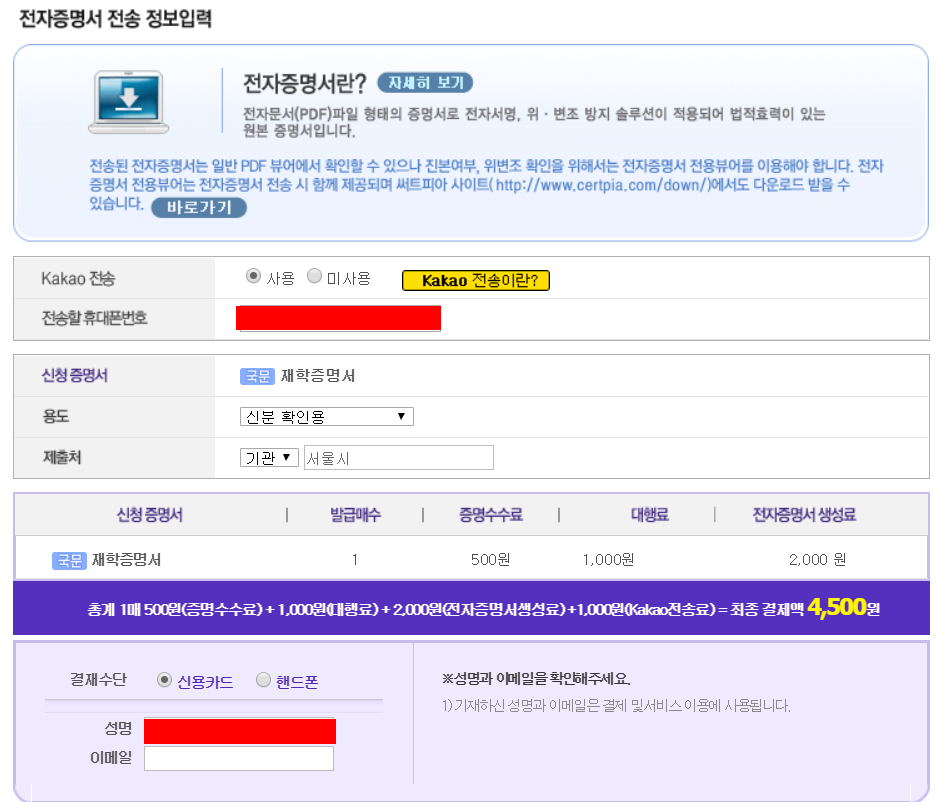 전자증명서 전송 정보입력
전자증명서란? 자세히 보기
전자문서(PDF)파일 형태의 증명서로 전자서명, 위ㆍ변조 방지 솔루션이 적용되어 법적효력이 있는
원본 증명서입니다.
전송된 전자증명서는 일반 PDF 뷰어에서 확인할 수 있으나 진본여부, 위변조 확인을 위해서는 전자증명서 전용뷰어를 이용해야 합니다. 전자
증명서 전용뷰어는 전자증명서 전송 시 함께 제공되며 써트피아 사이트( http://www.certpia.com/down/)에서도 다운로드 받을 수
있습니다. 바로가기
Kakao 전송 사용 미사용 Kakao 전송이란?
전송할 휴대폰번호
신청 증명서 국문 재학증명서
용도 신분 확인용 ▼
제출처 기관 ▼ 서울시
신청 증명서 | 발급매수 | 증명수수료 | 대행료 | 전자증명서 생성료
국문 재학증명서 1 500원 1,000원 2,000 원
총계 1매 500원(증명수수료) + 1,000원(대행료) + 2,000원(전자증명서생성료) +1,000원(Kakao전송료) = 최종 결제액 4,500원
결재수단 신용카드 핸드폰
성명
이메일
※성명과 이메일을 확인해주세요.
1) 기재하신 성명과 이메일은 결제 및 서비스 이용에 사용됩니다.